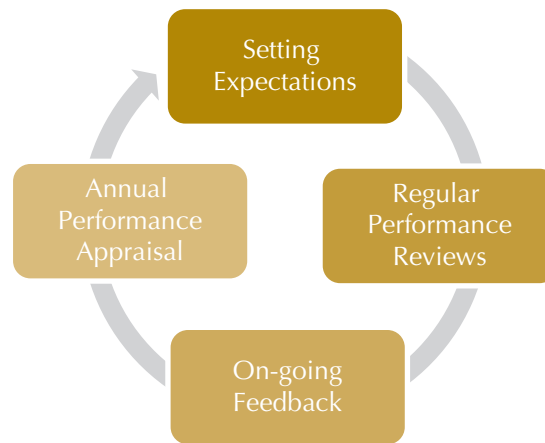 Setting
Expectations
Regular
Performance
Reviews
On-going
Feedback
Annual
Performance
Appraisal